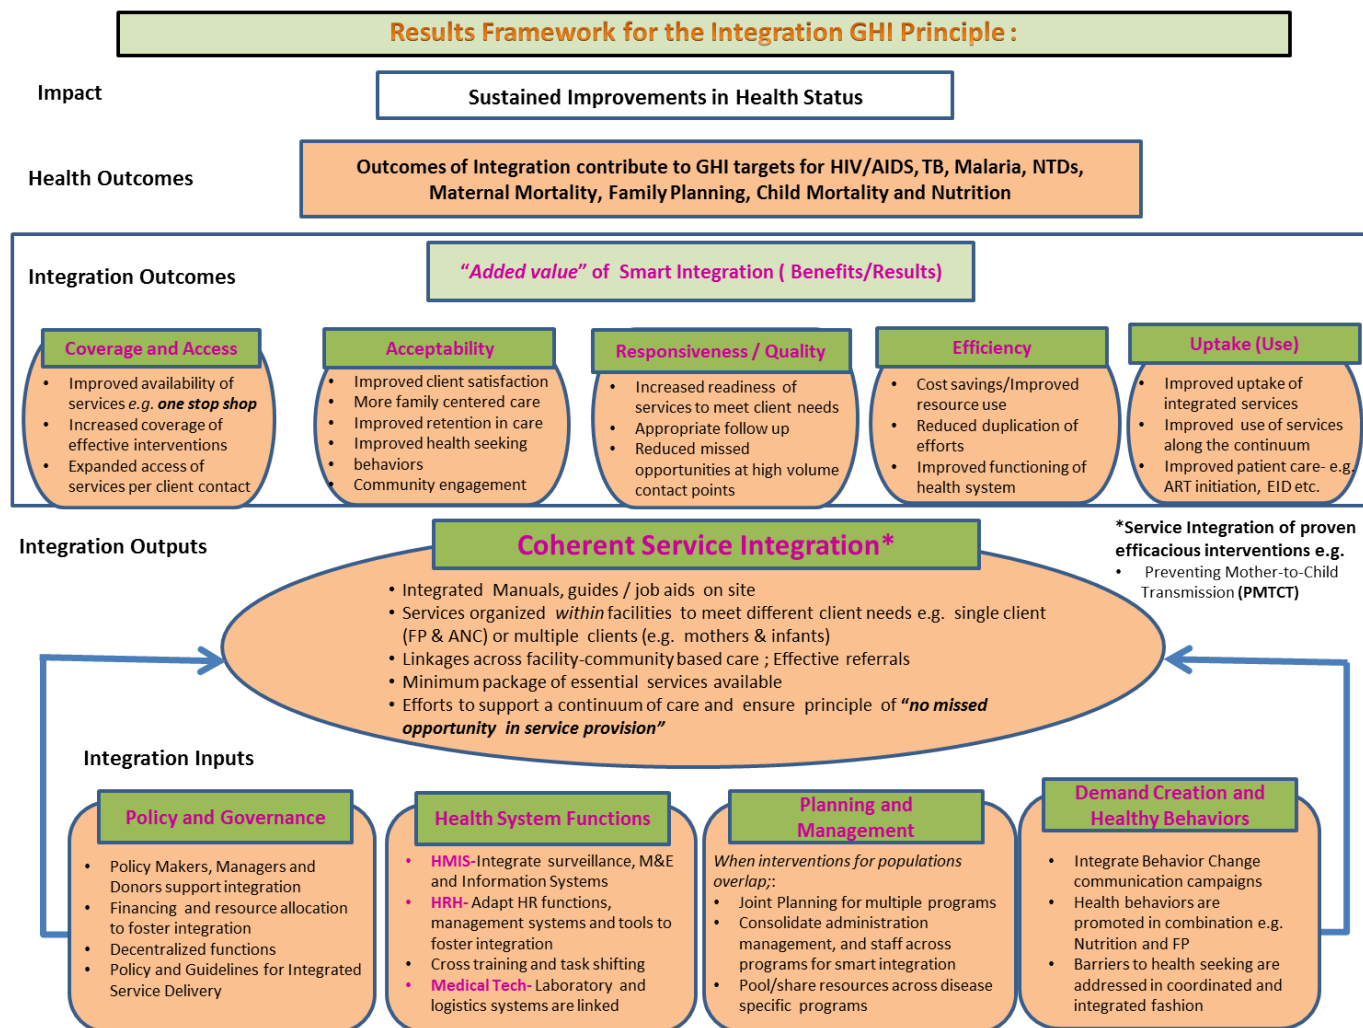 Results Framework for the Integration GHI Principle :
Impact
Sustained Improvements in Health Status
Health Outcomes
Outcomes of Integration contribute to GHI targets for HIV/AIDS, TB, Malaria, NTDs,
Maternal Mortality, Family Planning, Child Mortality and Nutrition
Integration Outcomes
“Added value” of Smart Integration ( Benefits/Results)
Coverage and Access
• Improved availability of
services e.g. one stop shop
• Increased coverage of
effective interventions
• Expanded access of
services per client contact
Acceptability
• Improved client satisfaction
• More family centered care
• Improved retention in care
• Improved health seeking
• behaviors
• Community engagement
Responsiveness / Quality
• Increased readiness of
services to meet client needs
• Appropriate follow up
• Reduced missed
opportunities at high volume
contact points
Efficiency
• Cost savings/Improved
resource use
• Reduced duplication of
efforts
• Improved functioning of
health system
Uptake (Use)
• Improved uptake of
integrated services
• Improved use of services
along the continuum
• Improved patient care- e.g.
ART initiation, EID etc.
Integration Outputs
Coherent Service Integration*
• Integrated Manuals, guides / job aids on site
• Services organized within facilities to meet different client needs e.g. single client
(FP & ANC) or multiple clients (e.g. mothers & infants)
• Linkages across facility-community based care ; Effective referrals
• Minimum package of essential services available
• Efforts to support a continuum of care and ensure principle of “no missed
opportunity in service provision”
*Service Integration of proven
efficacious interventions e.g.
• Preventing Mother-to-Child
Transmission (PMTCT)
Integration Inputs
Policy and Governance
• Policy Makers, Managers and
Donors support integration
• Financing and resource allocation
to foster integration
• Decentralized functions
• Policy and Guidelines for Integrated
Service Delivery
Health System Functions
• HMIS-Integrate surveillance, M&E
and Information Systems
• HRH- Adapt HR functions,
management systems and tools to
foster integration
• Cross training and task shifting
• Medical Tech- Laboratory and
logistics systems are linked
Planning and
Management
When interventions for populations
overlap;:
• Joint Planning for multiple programs
• Consolidate administration
management, and staff across
programs for smart integration
• Pool/share resources across disease
specific programs
Demand Creation and
Healthy Behaviors
• Integrate Behavior Change
communication campaigns
• Health behaviors are
promoted in combination e.g.
Nutrition and FP
• Barriers to health seeking are
addressed in coordinated and
integrated fashion